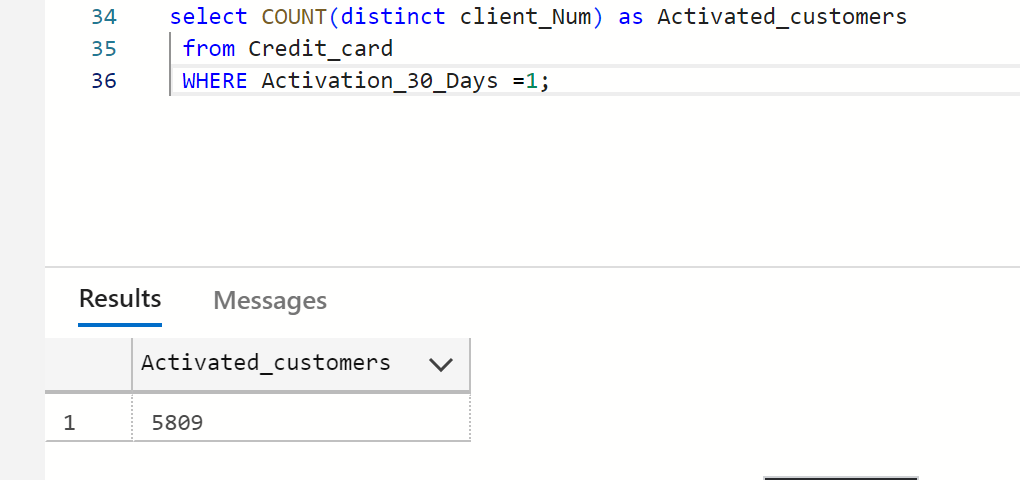 34 select COUNT(distinct client_Num) as Activated_customers
35 from Credit_card
36 WHERE Activation_30_Days =1;
Results Messages
Activated_customers
1 5809